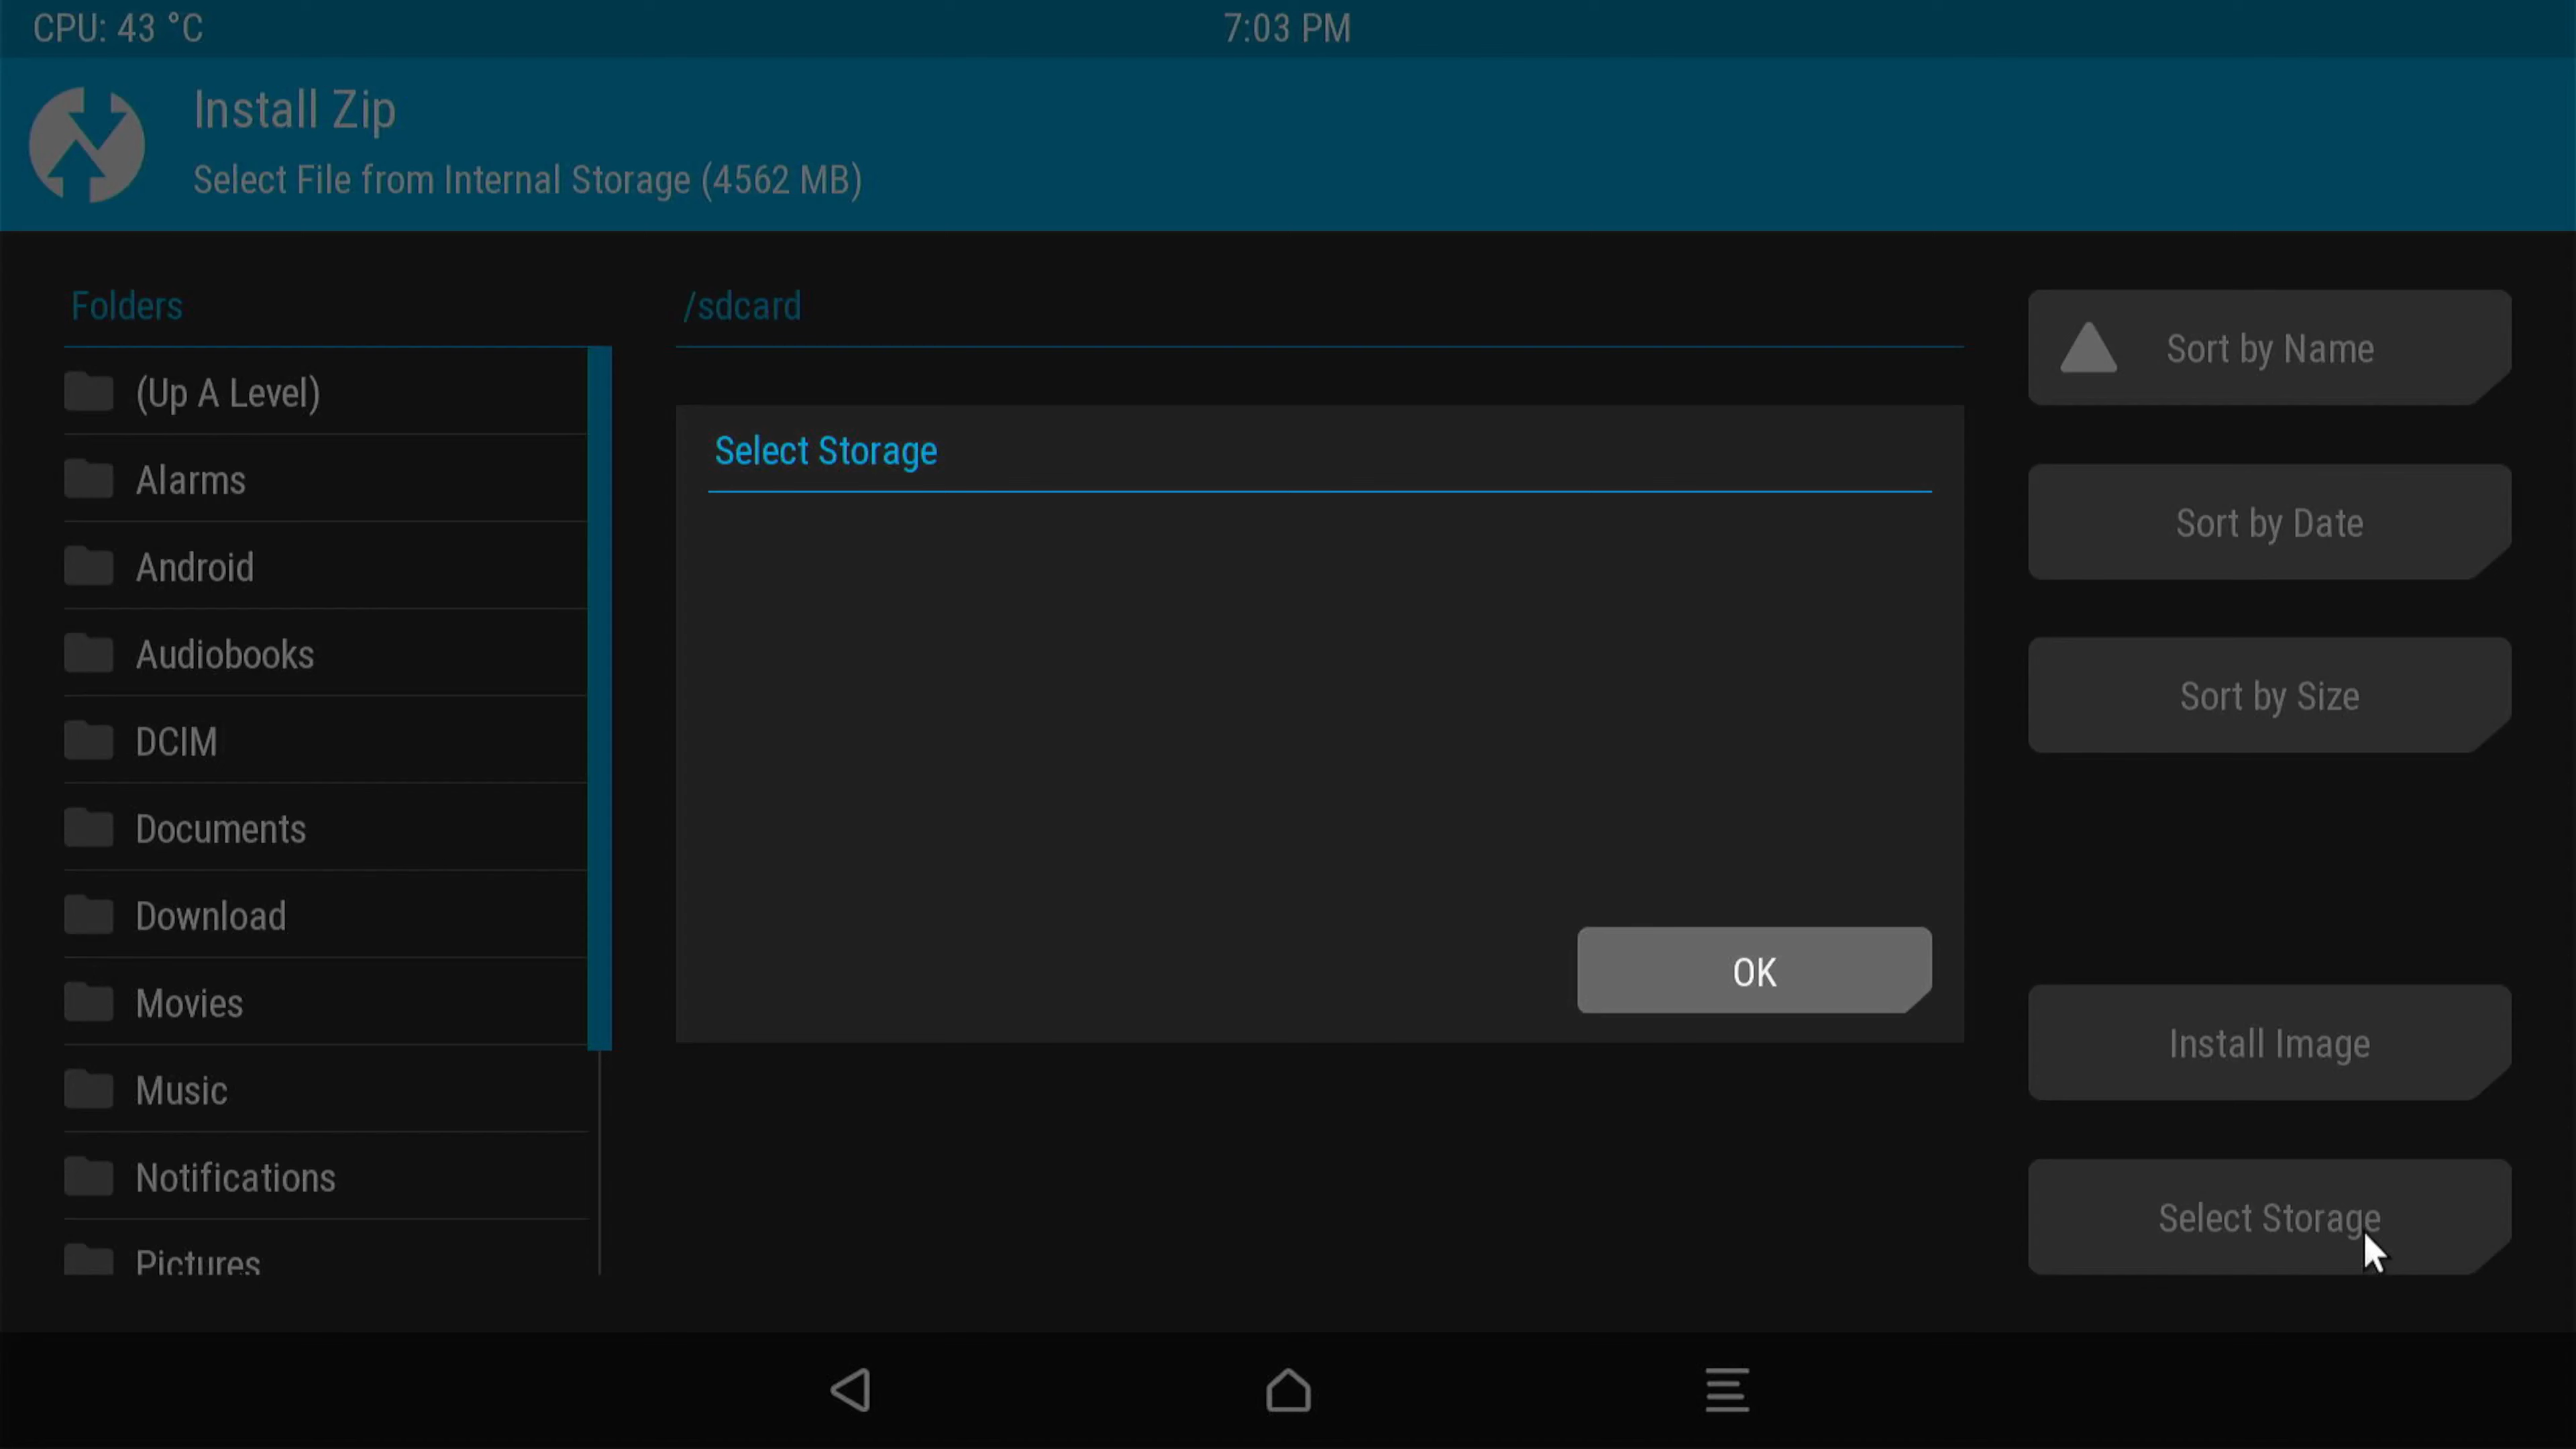 CPU: 43 °C
7:03 PM
Install Zip
Select File from Internal Storage (4562 MB)
Folders
(Up A Level)
Alarms
Android
Audiobooks
DCIM
Documents
Download
Movies
Music
Notifications
Pictures
/sdcard
Select Storage
OK
Sort by Name
Sort by Date
Sort by Size
Install Image
Select Storage